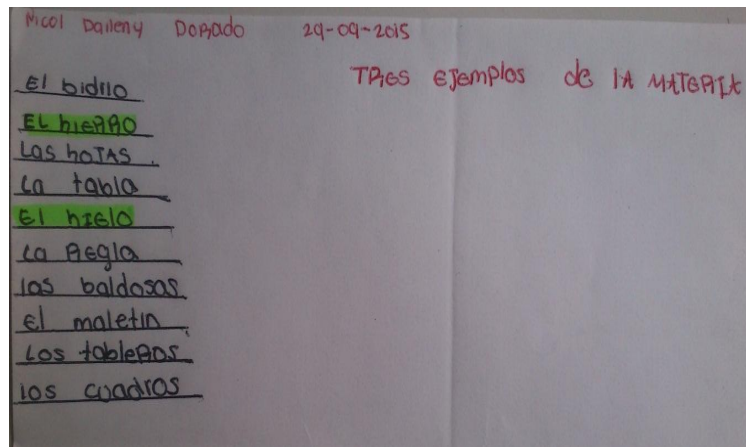 Nicol Daileny DORADO 29-09-2015
TRES EJEMPLOS de lA MATERIA
El bidrio
EL hIERRO
Las hoJAS.
La tabla
El hIElo
La Regla
las baldosas
El maletin
Los tableROS
los cuadros